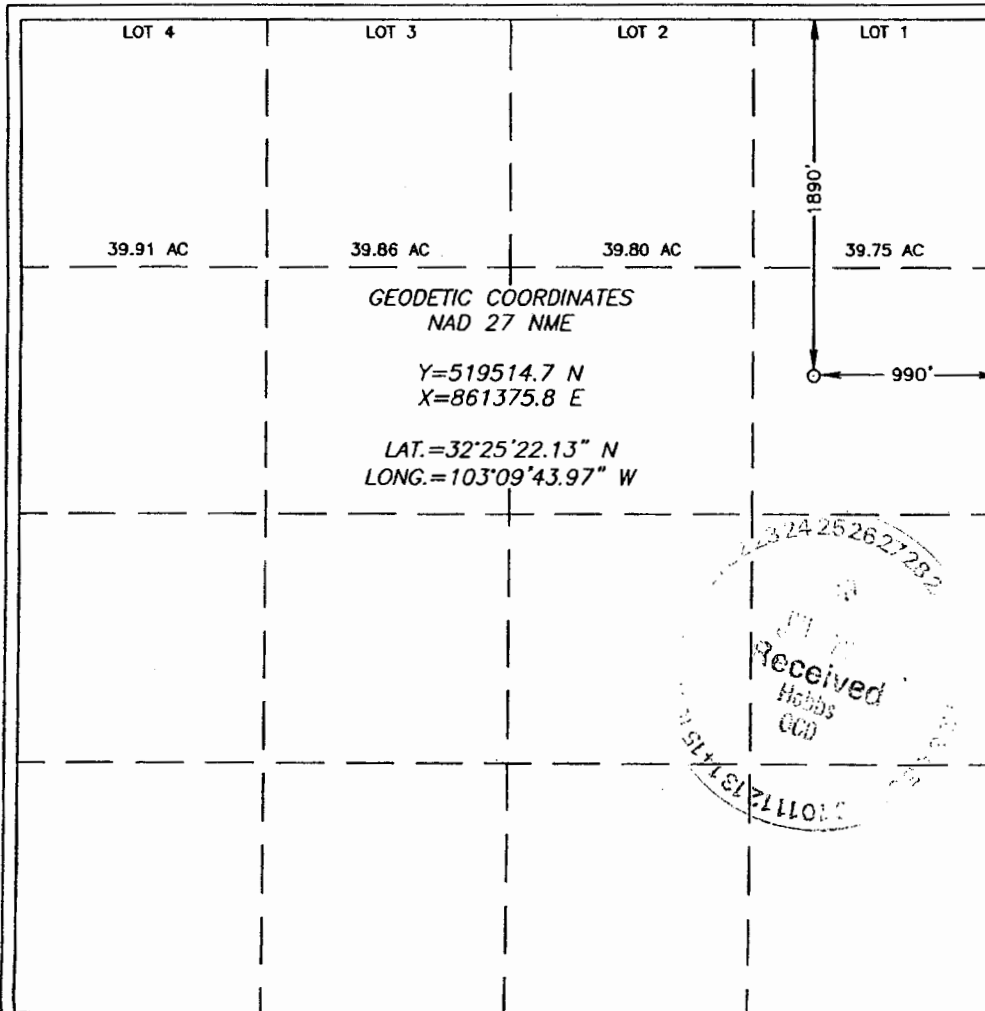 LOT 4 LOT 3 LOT 2 LOT 1
1890'
39.91 AC 39.86 AC 39.80 AC 39.75 AC
GEODETIC COORDINATES
NAD 27 NME
Y=519514.7 N
X=861375.8 E
990'
LAT.=32°25'22.13" N
LONG.=103°09'43.97" W
Received
Hobbs
OCD